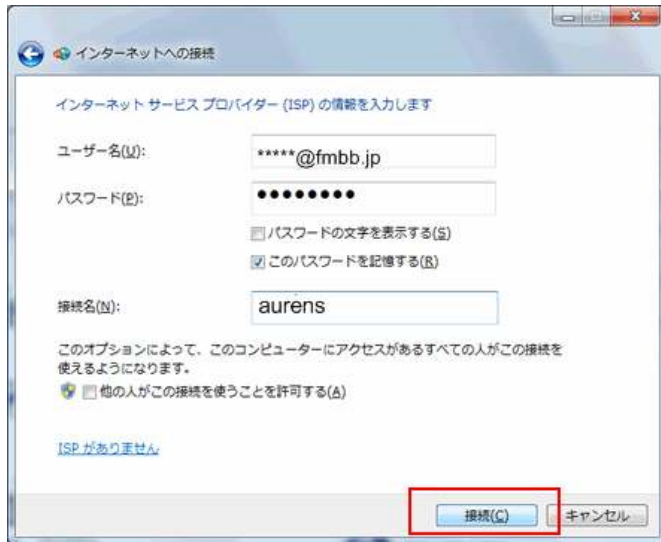 インターネットへの接続
インターネット サービス プロバイダー (ISP) の情報を入力します
ユーザー名(U):
*****@fmbb.jp
パスワード(P):
●●●●●●●●
パスワードの文字を表示する(S)
このパスワードを記憶する(R)
接続名(N):
aurens
このオプションによって、このコンピューターにアクセスがあるすべての人がこの接続を
使えるようになります。
他の人がこの接続を使うことを許可する(A)
ISP がありません
接続(C)
キャンセル